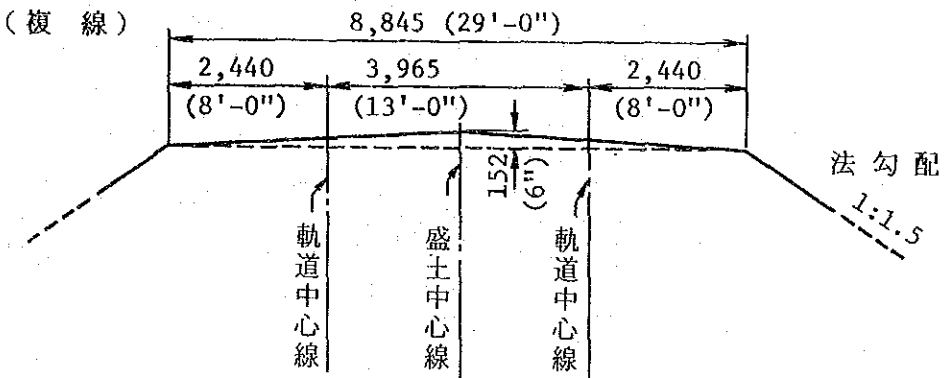 (複線)
8,845 (29'-0")
2,440
(8'-0")
3,965
(13'-0")
2,440
(8'-0")
152
(6")
法勾配
1:1.5
軌道中心線
盛土中心線
軌道中心線